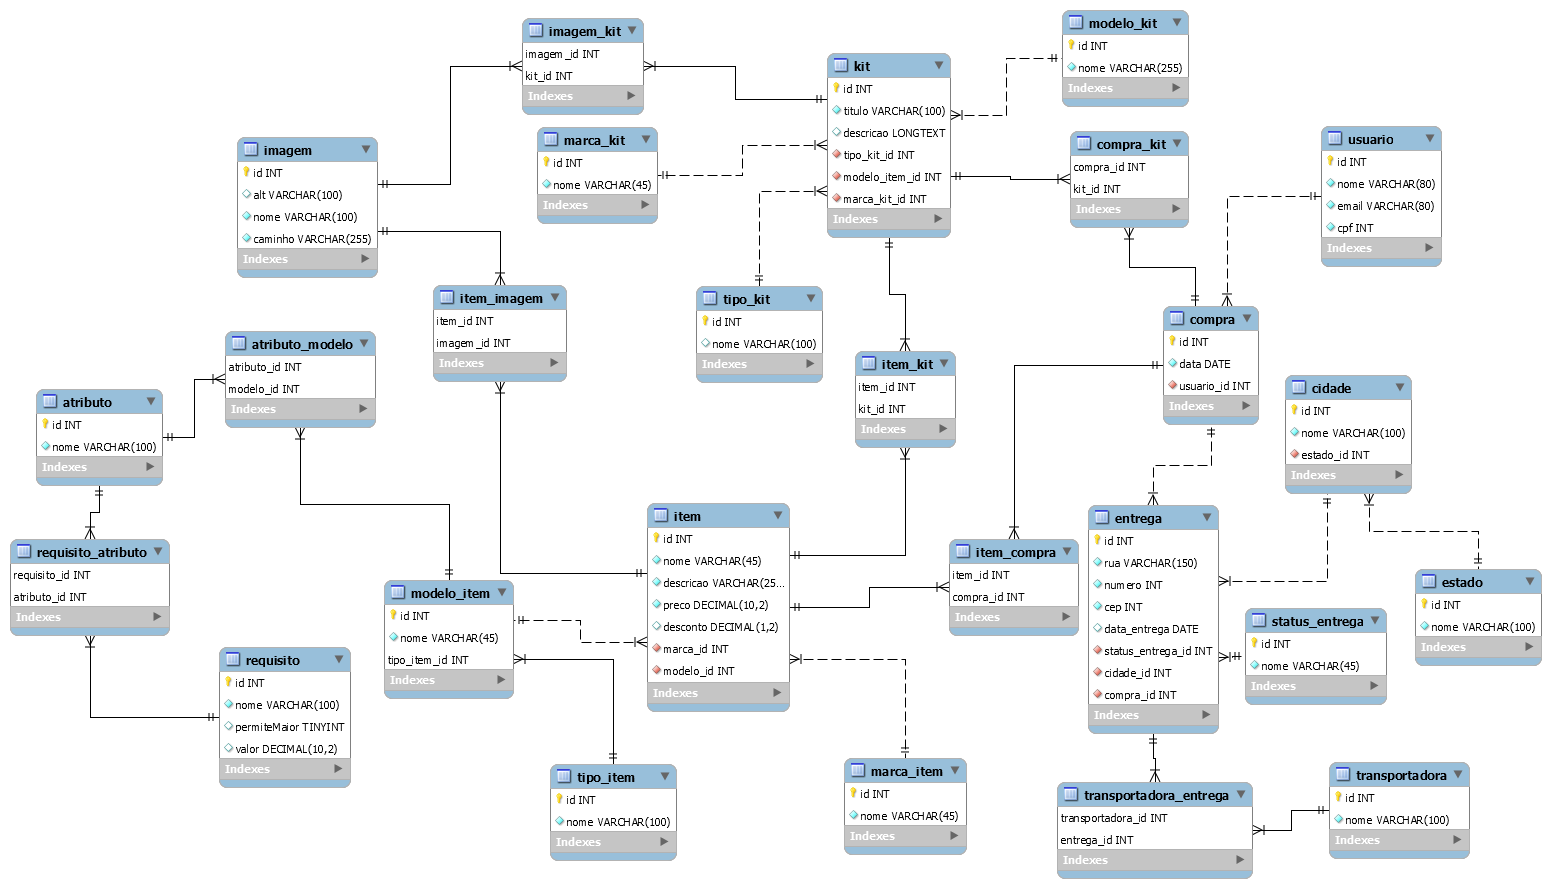 imagem_kit
imagem_id INT
kit_id INT
Indexes
modelo_kit
id INT
nome VARCHAR(255)
Indexes
kit
id INT
titulo VARCHAR(100)
descricao LONGTEXT
tipo_kit_id INT
modelo_item_id INT
marca_kit_id INT
Indexes
marca_kit
id INT
nome VARCHAR(45)
Indexes
compra_kit
compra_id INT
kit_id INT
Indexes
usuario
id INT
nome VARCHAR(80)
email VARCHAR(80)
cpf INT
Indexes
imagem
id INT
alt VARCHAR(100)
nome VARCHAR(100)
caminho VARCHAR(255)
Indexes
item_imagem
item_id INT
imagem_id INT
Indexes
tipo_kit
id INT
nome VARCHAR(100)
Indexes
compra
id INT
data DATE
usuario_id INT
Indexes
atributo_modelo
atributo_id INT
modelo_id INT
Indexes
item_kit
item_id INT
kit_id INT
Indexes
cidade
id INT
nome VARCHAR(100)
estado_id INT
Indexes
atributo
id INT
nome VARCHAR(100)
Indexes
item
id INT
nome VARCHAR(45)
descricao VARCHAR(25...
preco DECIMAL(10,2)
desconto DECIMAL(1,2)
marca_id INT
modelo_id INT
Indexes
entrega
id INT
rua VARCHAR(150)
numero INT
cep INT
data_entrega DATE
status_entrega_id INT
cidade_id INT
compra_id INT
Indexes
requisito_atributo
requisito_id INT
atributo_id INT
Indexes
item_compra
item_id INT
compra_id INT
Indexes
estado
id INT
nome VARCHAR(100)
Indexes
modelo_item
id INT
nome VARCHAR(45)
tipo_item_id INT
Indexes
status_entrega
id INT
nome VARCHAR(45)
Indexes
requisito
id INT
nome VARCHAR(100)
permiteMaior TINYINT
valor DECIMAL(10,2)
Indexes
tipo_item
id INT
nome VARCHAR(100)
Indexes
marca_item
id INT
nome VARCHAR(45)
Indexes
transportadora_entrega
transportadora_id INT
entrega_id INT
Indexes
transportadora
id INT
nome VARCHAR(100)
Indexes